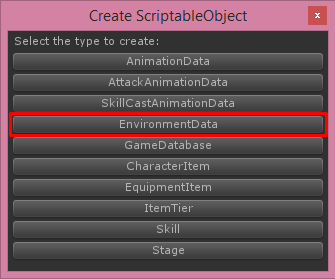 Create ScriptableObject
x
Select the type to create:
AnimationData
AttackAnimationData
SkillCastAnimationData
EnvironmentData
GameDatabase
CharacterItem
EquipmentItem
ItemTier
Skill
Stage